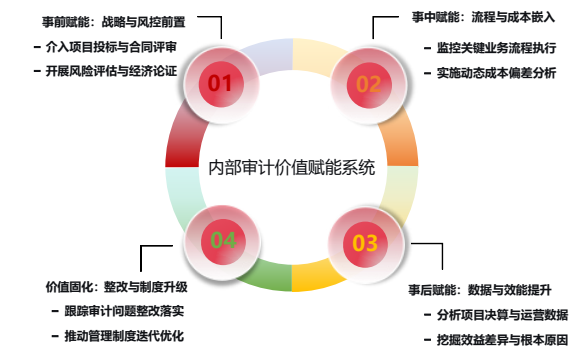 事前赋能：战略与风控前置
– 介入项目投标与合同评审
– 开展风险评估与经济论证
01
事中赋能：流程与成本嵌入
– 监控关键业务流程执行
– 实施动态成本偏差分析
02
内部审计价值赋能系统
04
价值固化：整改与制度升级
– 跟踪审计问题整改落实
– 推动管理制度迭代优化
03
事后赋能：数据与效能提升
– 分析项目决算与运营数据
– 挖掘效益差异与根本原因